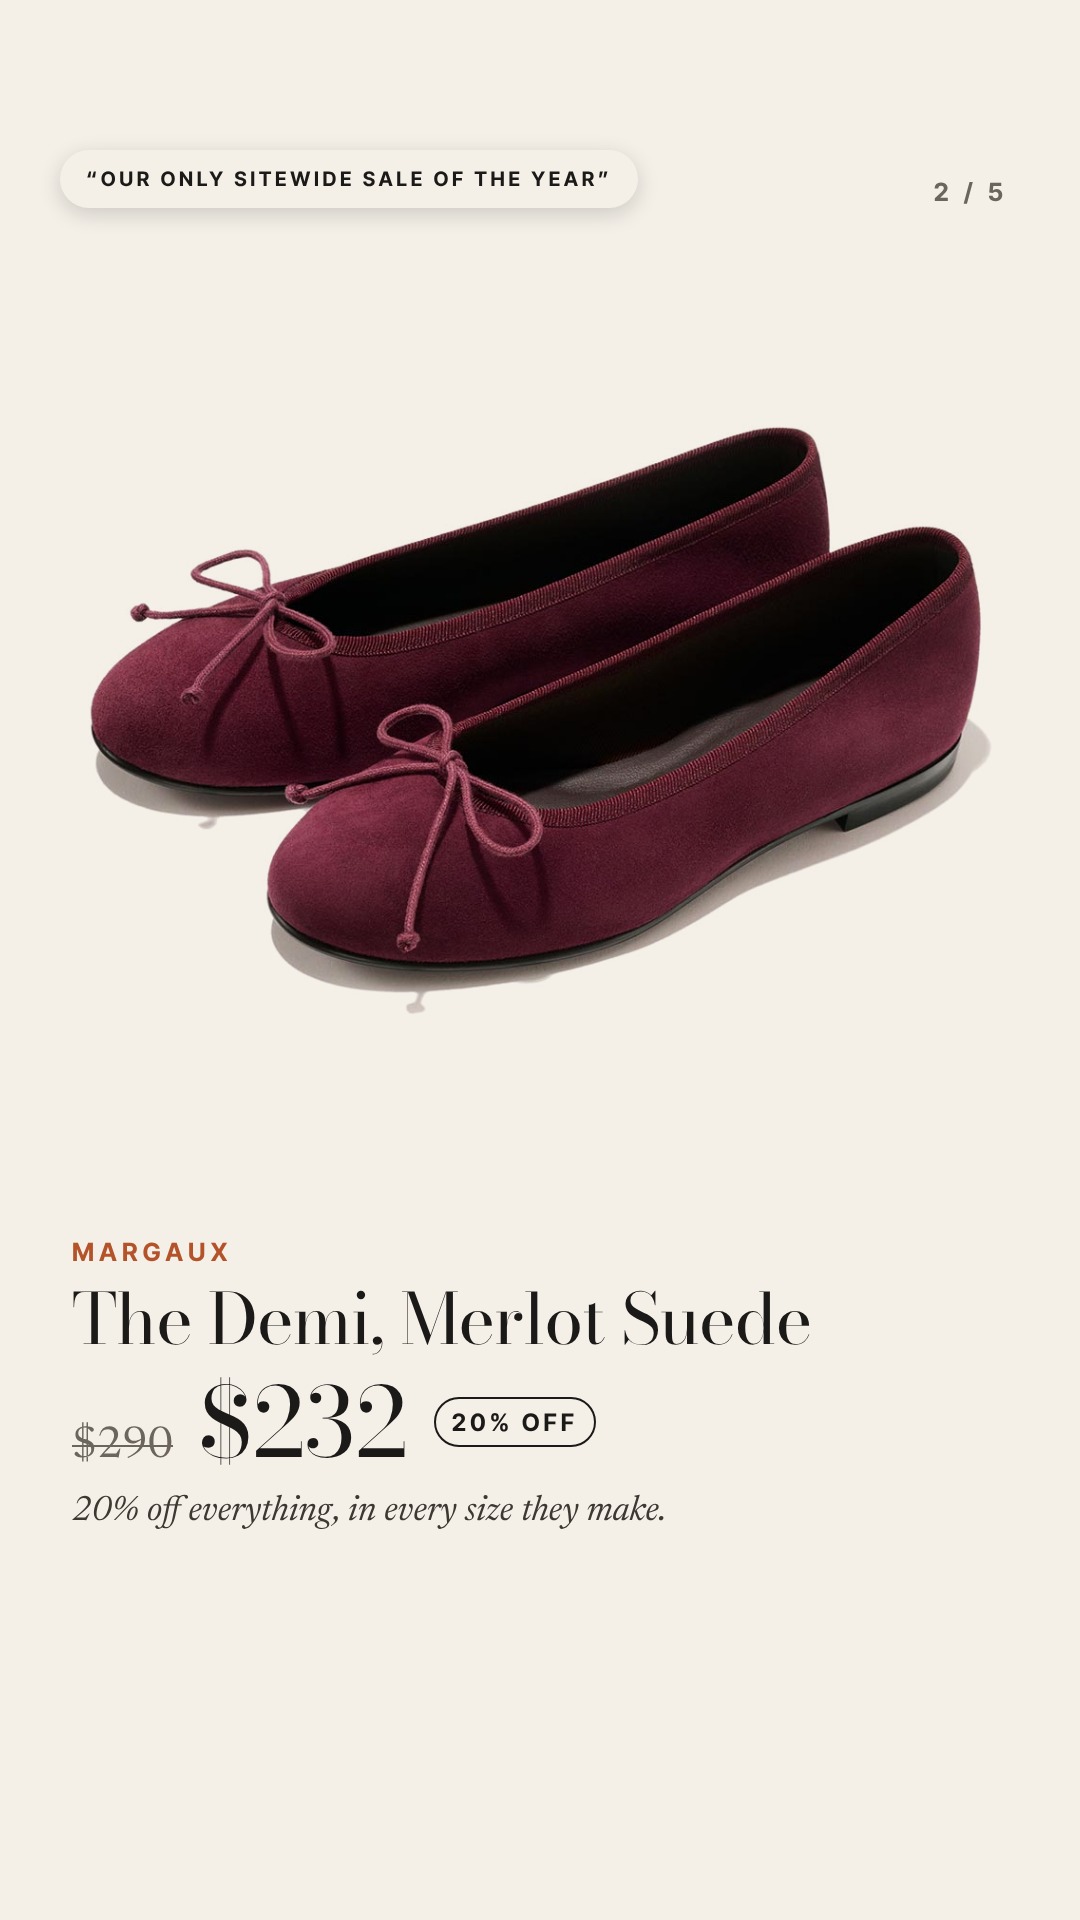 “OUR ONLY SITEWIDE SALE OF THE YEAR”
2 / 5
MARGAUX
The Demi, Merlot Suede
$290 $232 20% OFF
20% off everything, in every size they make.